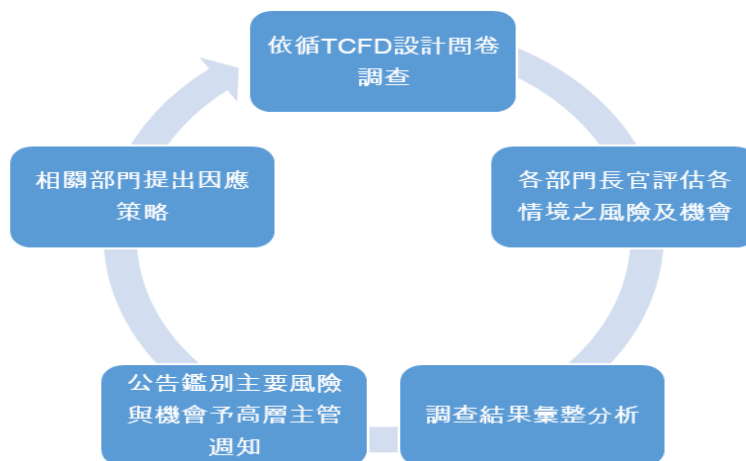 依循TCFD設計問卷
調查
各部門長官評估各
情境之風險及機會
調查結果彙整分析
公告鑑別主要風險
與機會予高層主管
週知
相關部門提出因應
策略